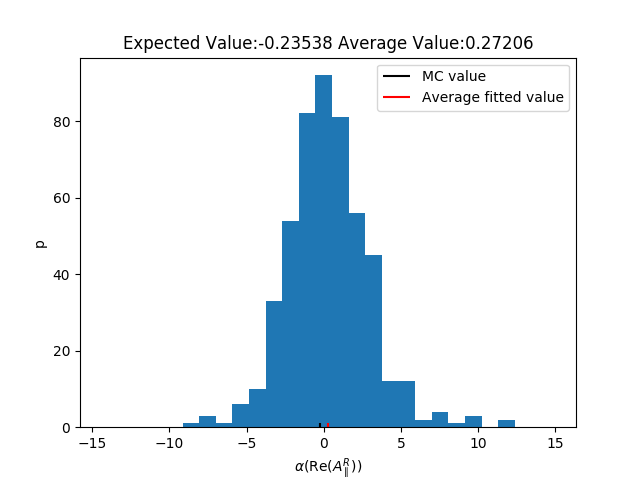 Expected Value:-0.23538 Average Value:0.27206
MC value
Average fitted value
p
80
60
40
20
0
−15 −10 −5 0 5 10 15
α(Re(A_∥^R))